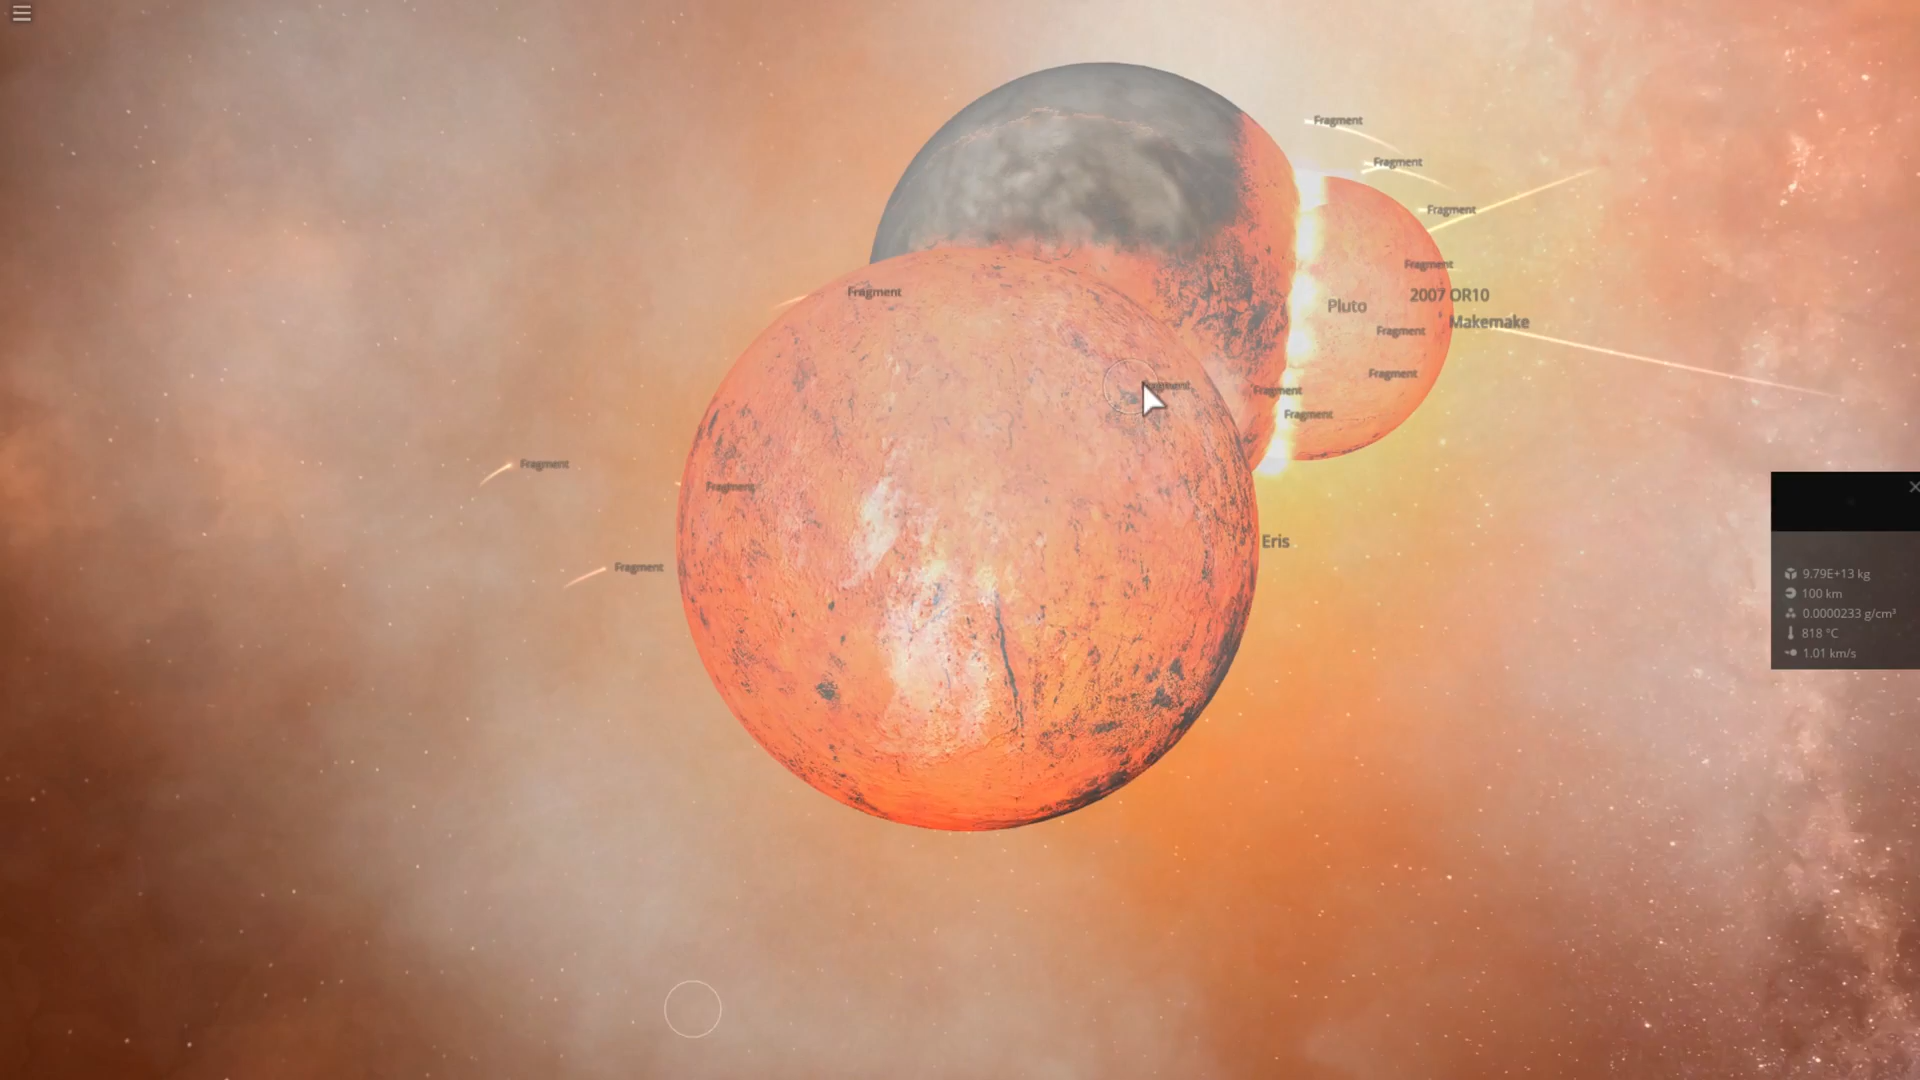 Fragment
Fragment
Fragment
Fragment
Fragment
2007 OR10
Pluto
Makemake
Fragment
Fragment
Fragment
Fragment
Fragment
Fragment
Fragment
Eris
Fragment
9.79E+13 kg
100 km
0.0000233 g/cm³
818 °C
1.01 km/s